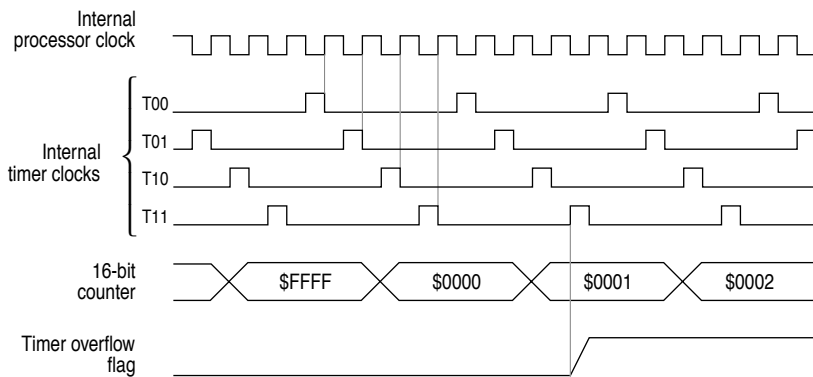 Internal
processor clock
T00
T01
Internal
timer clocks
T10
T11
16-bit
counter
$FFFF
$0000
$0001
$0002
Timer overflow
flag